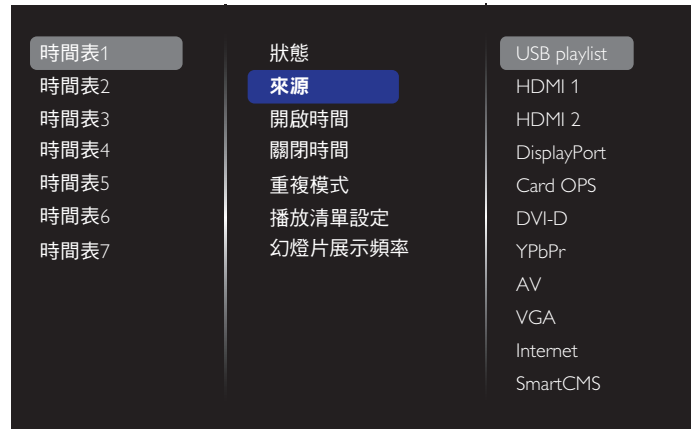 時間表1
時間表2
時間表3
時間表4
時間表5
時間表6
時間表7
狀態
來源
開啟時間
關閉時間
重複模式
播放清單設定
幻燈片展示頻率
USB playlist
HDMI 1
HDMI 2
DisplayPort
Card OPS
DVI-D
YPbPr
AV
VGA
Internet
SmartCMS